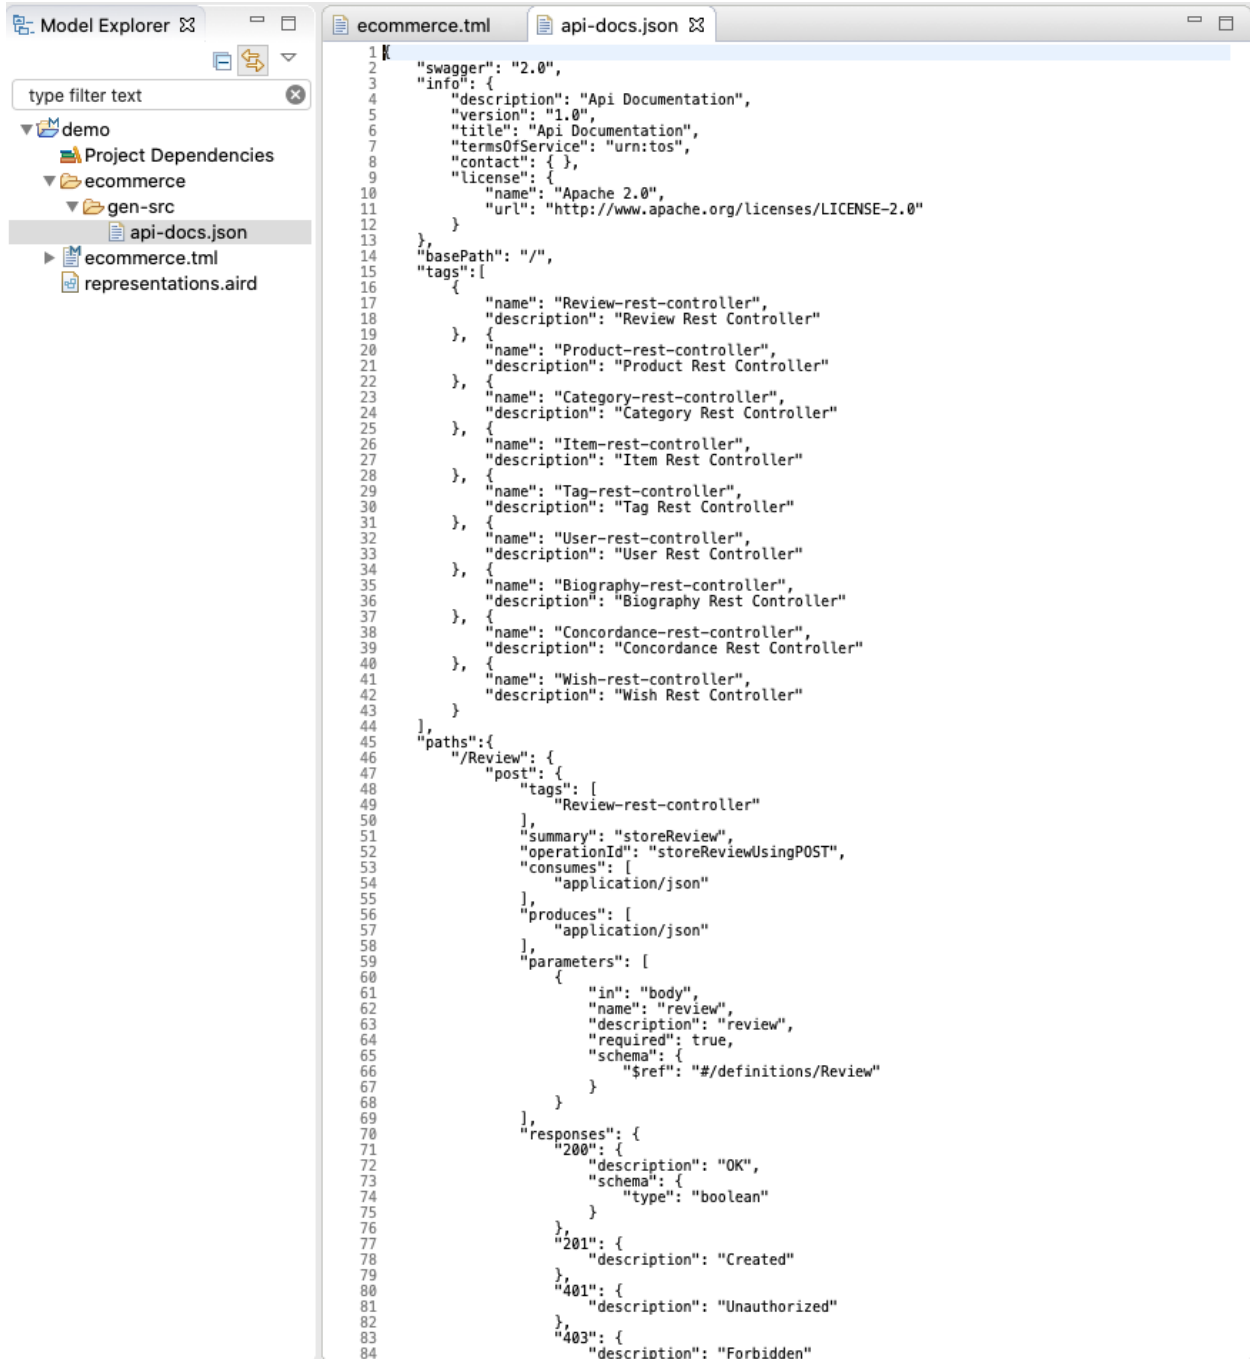 Model Explorer
type filter text
demo
Project Dependencies
ecommerce
gen-src
api-docs.json
ecommerce.tml
representations.aird
ecommerce.tml api-docs.json
1 {
2 "swagger": "2.0",
3 "info": {
4 "description": "Api Documentation",
5 "version": "1.0",
6 "title": "Api Documentation",
7 "termsOfService": "urn:tos",
8 "contact": { },
9 "license": {
10 "name": "Apache 2.0",
11 "url": "http://www.apache.org/licenses/LICENSE-2.0"
12 }
13 },
14 "basePath": "/",
15 "tags":[
16 {
17 "name": "Review-rest-controller",
18 "description": "Review Rest Controller"
19 }, {
20 "name": "Product-rest-controller",
21 "description": "Product Rest Controller"
22 }, {
23 "name": "Category-rest-controller",
24 "description": "Category Rest Controller"
25 }, {
26 "name": "Item-rest-controller",
27 "description": "Item Rest Controller"
28 }, {
29 "name": "Tag-rest-controller",
30 "description": "Tag Rest Controller"
31 }, {
32 "name": "User-rest-controller",
33 "description": "User Rest Controller"
34 }, {
35 "name": "Biography-rest-controller",
36 "description": "Biography Rest Controller"
37 }, {
38 "name": "Concordance-rest-controller",
39 "description": "Concordance Rest Controller"
40 }, {
41 "name": "Wish-rest-controller",
42 "description": "Wish Rest Controller"
43 }
44 ],
45 "paths":{
46 "/Review": {
47 "post": {
48 "tags": [
49 "Review-rest-controller"
50 ],
51 "summary": "storeReview",
52 "operationId": "storeReviewUsingPOST",
53 "consumes": [
54 "application/json"
55 ],
56 "produces": [
57 "application/json"
58 ],
59 "parameters": [
60 {
61 "in": "body",
62 "name": "review",
63 "description": "review",
64 "required": true,
65 "schema": {
66 "$ref": "#/definitions/Review"
67 }
68 }
69 ],
70 "responses": {
71 "200": {
72 "description": "OK",
73 "schema": {
74 "type": "boolean"
75 }
76 },
77 "201": {
78 "description": "Created"
79 },
80 "401": {
81 "description": "Unauthorized"
82 },
83 "403": {
84 "description": "Forbidden"